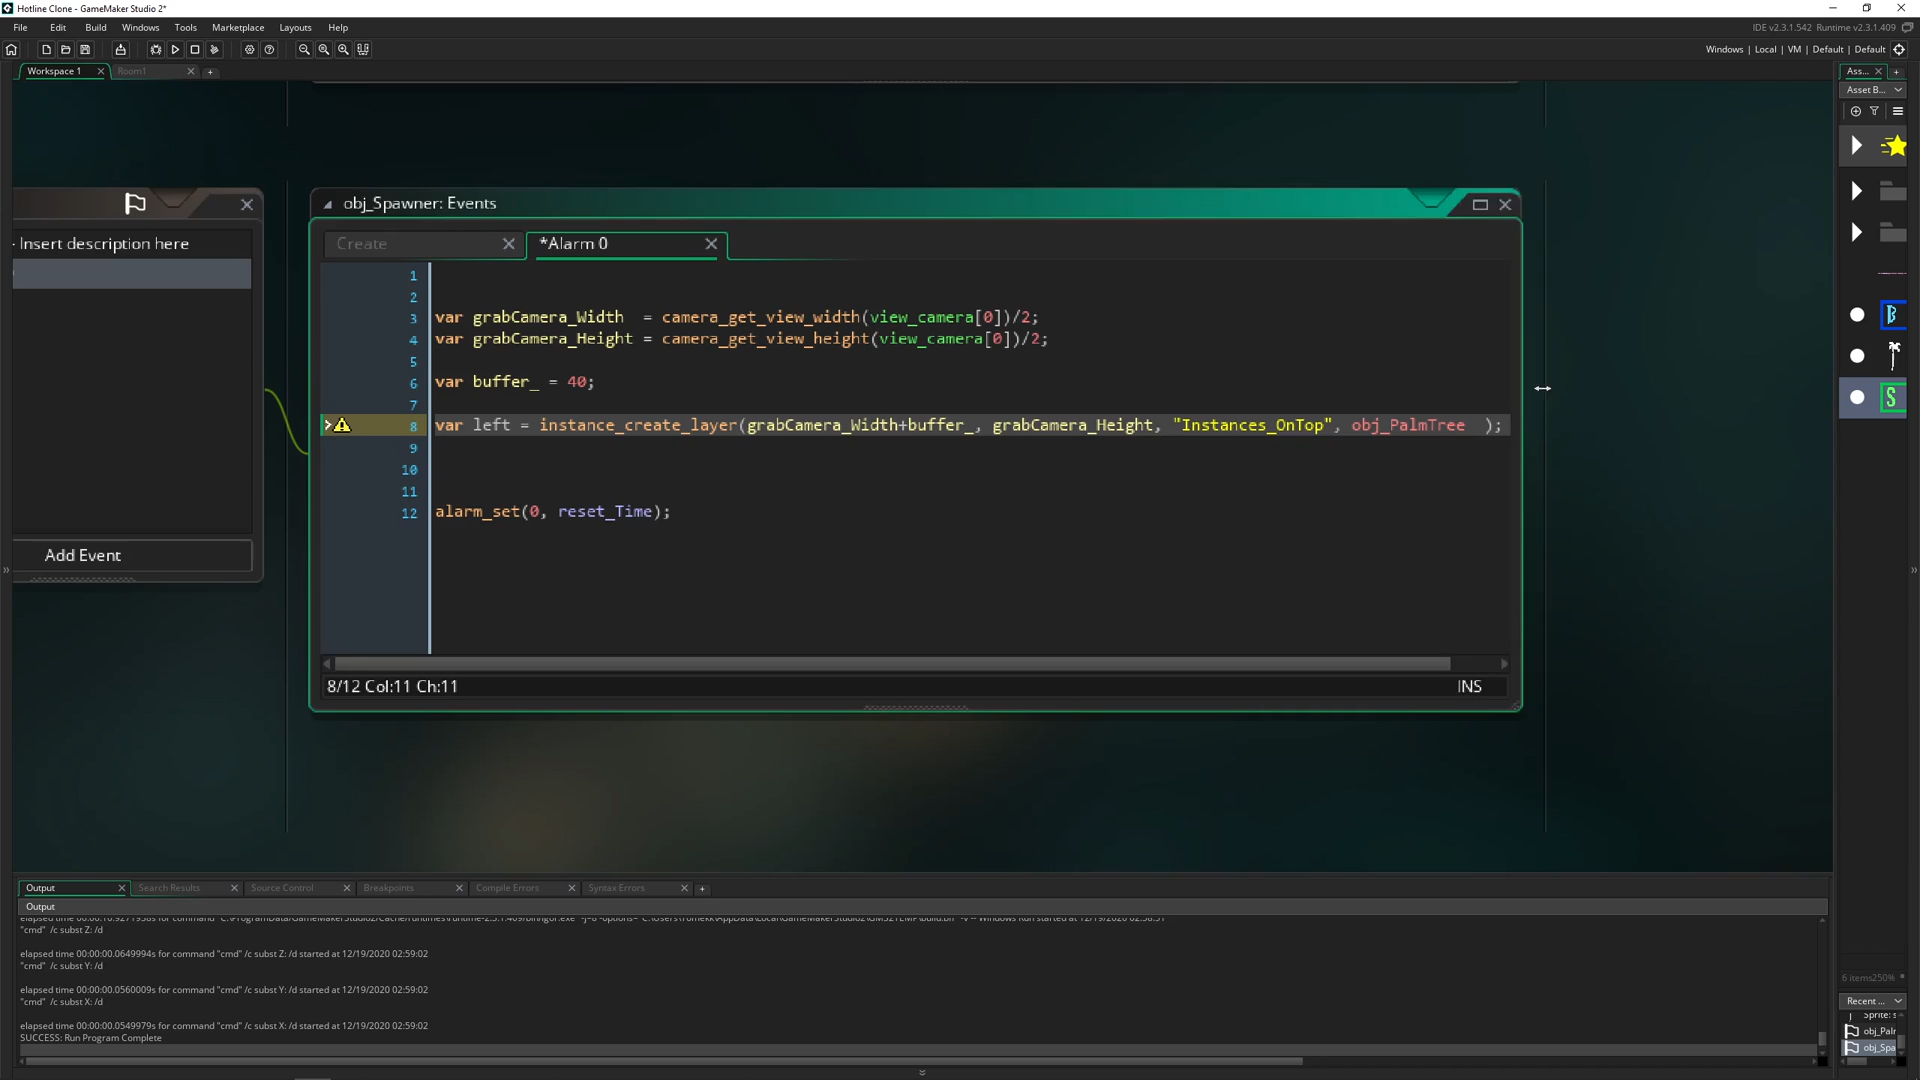 Hotline Clone - GameMaker Studio 2*
File Edit Build Windows Tools Marketplace Layouts Help
IDE v2.3.1.542 Runtime v2.3.1.409
Windows | Local | VM | Default | Default
Workspace 1 Room1
Ass...
Asset B...
obj_Spawner: Events
- Insert description here
Create *Alarm 0
1
2
3 var grabCamera_Width = camera_get_view_width(view_camera[0])/2;
4 var grabCamera_Height = camera_get_view_height(view_camera[0])/2;
5
6 var buffer_ = 40;
7
8 var left = instance_create_layer(grabCamera_Width+buffer_, grabCamera_Height, "Instances_OnTop", obj_PalmTree );
9
10
11
12 alarm_set(0, reset_Time);
Add Event
8/12 Col:11 Ch:11 INS
Output Search Results Source Control Breakpoints Compile Errors Syntax Errors
Output
"cmd" /c subst Z: /d
elapsed time 00:00:00.0649994s for command "cmd" /c subst Z: /d started at 12/19/2020 02:59:02
"cmd" /c subst Y: /d
elapsed time 00:00:00.0560009s for command "cmd" /c subst Y: /d started at 12/19/2020 02:59:02
"cmd" /c subst X: /d
elapsed time 00:00:00.0549979s for command "cmd" /c subst X: /d started at 12/19/2020 02:59:02
SUCCESS: Run Program Complete
6 items 250%
Recent ...
Sprite: s
obj_Palr
obj_Spa